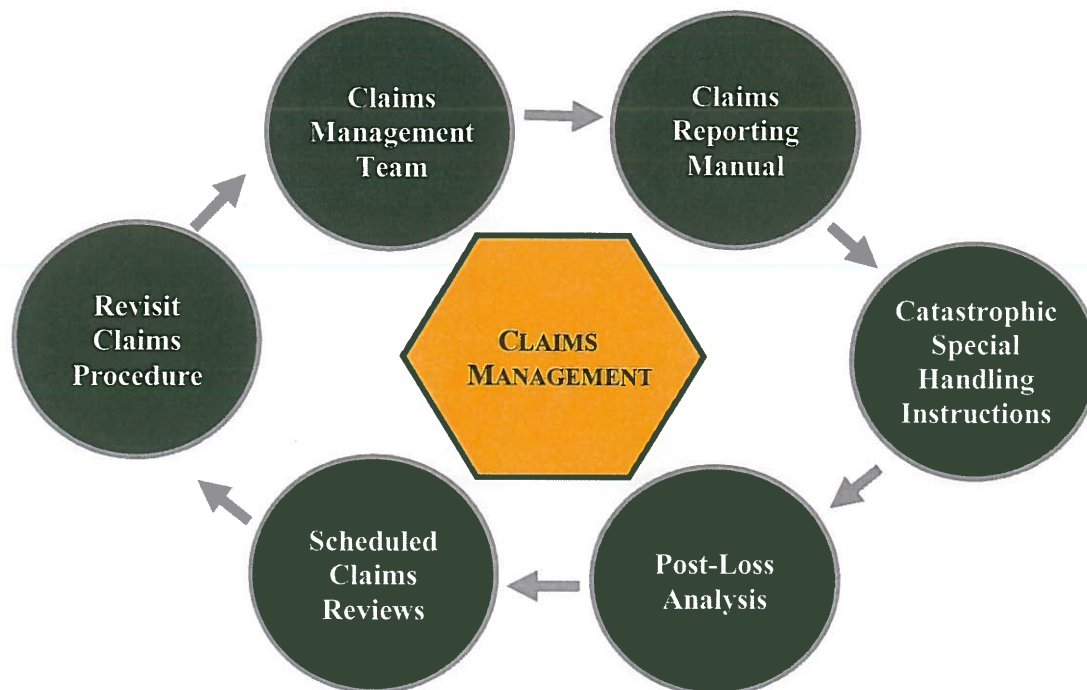 Claims
Management
Team
Claims
Reporting
Manual
Catastrophic
Special
Handling
Instructions
Post-Loss
Analysis
Scheduled
Claims
Reviews
Revisit
Claims
Procedure
CLAIMS
MANAGEMENT